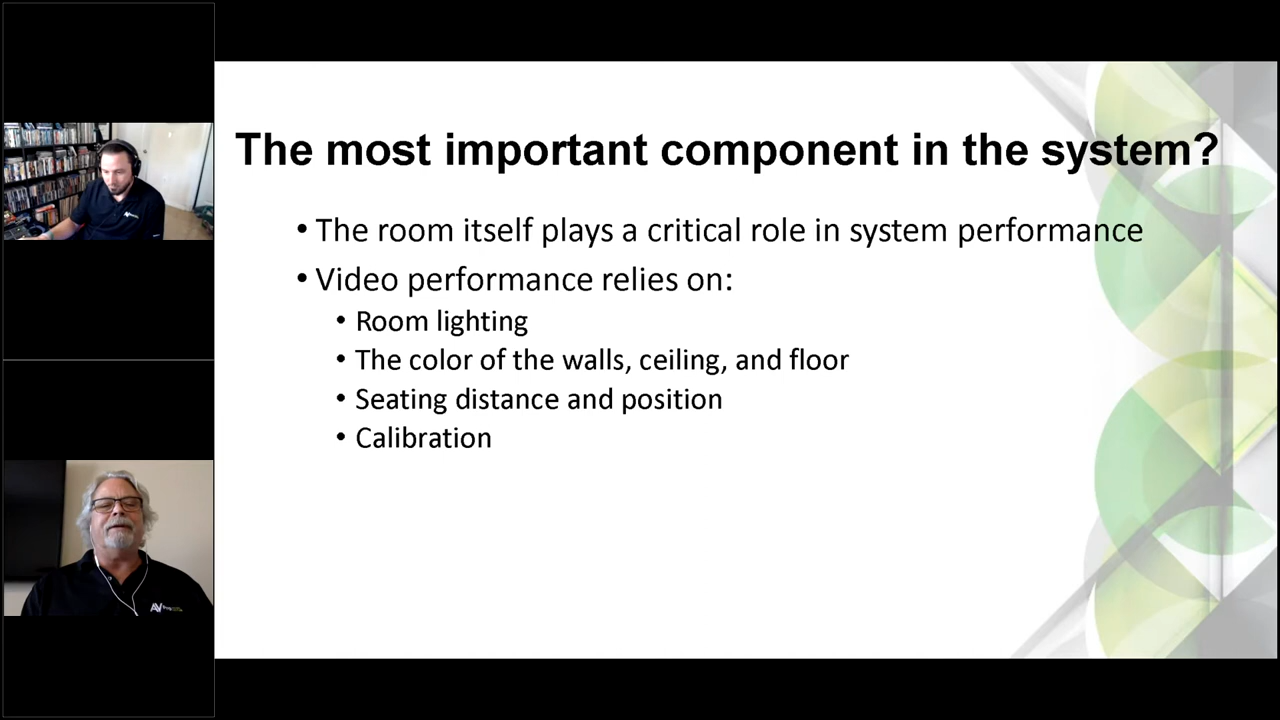 The most important component in the system?
• The room itself plays a critical role in system performance
• Video performance relies on:
• Room lighting
• The color of the walls, ceiling, and floor
• Seating distance and position
• Calibration
AV